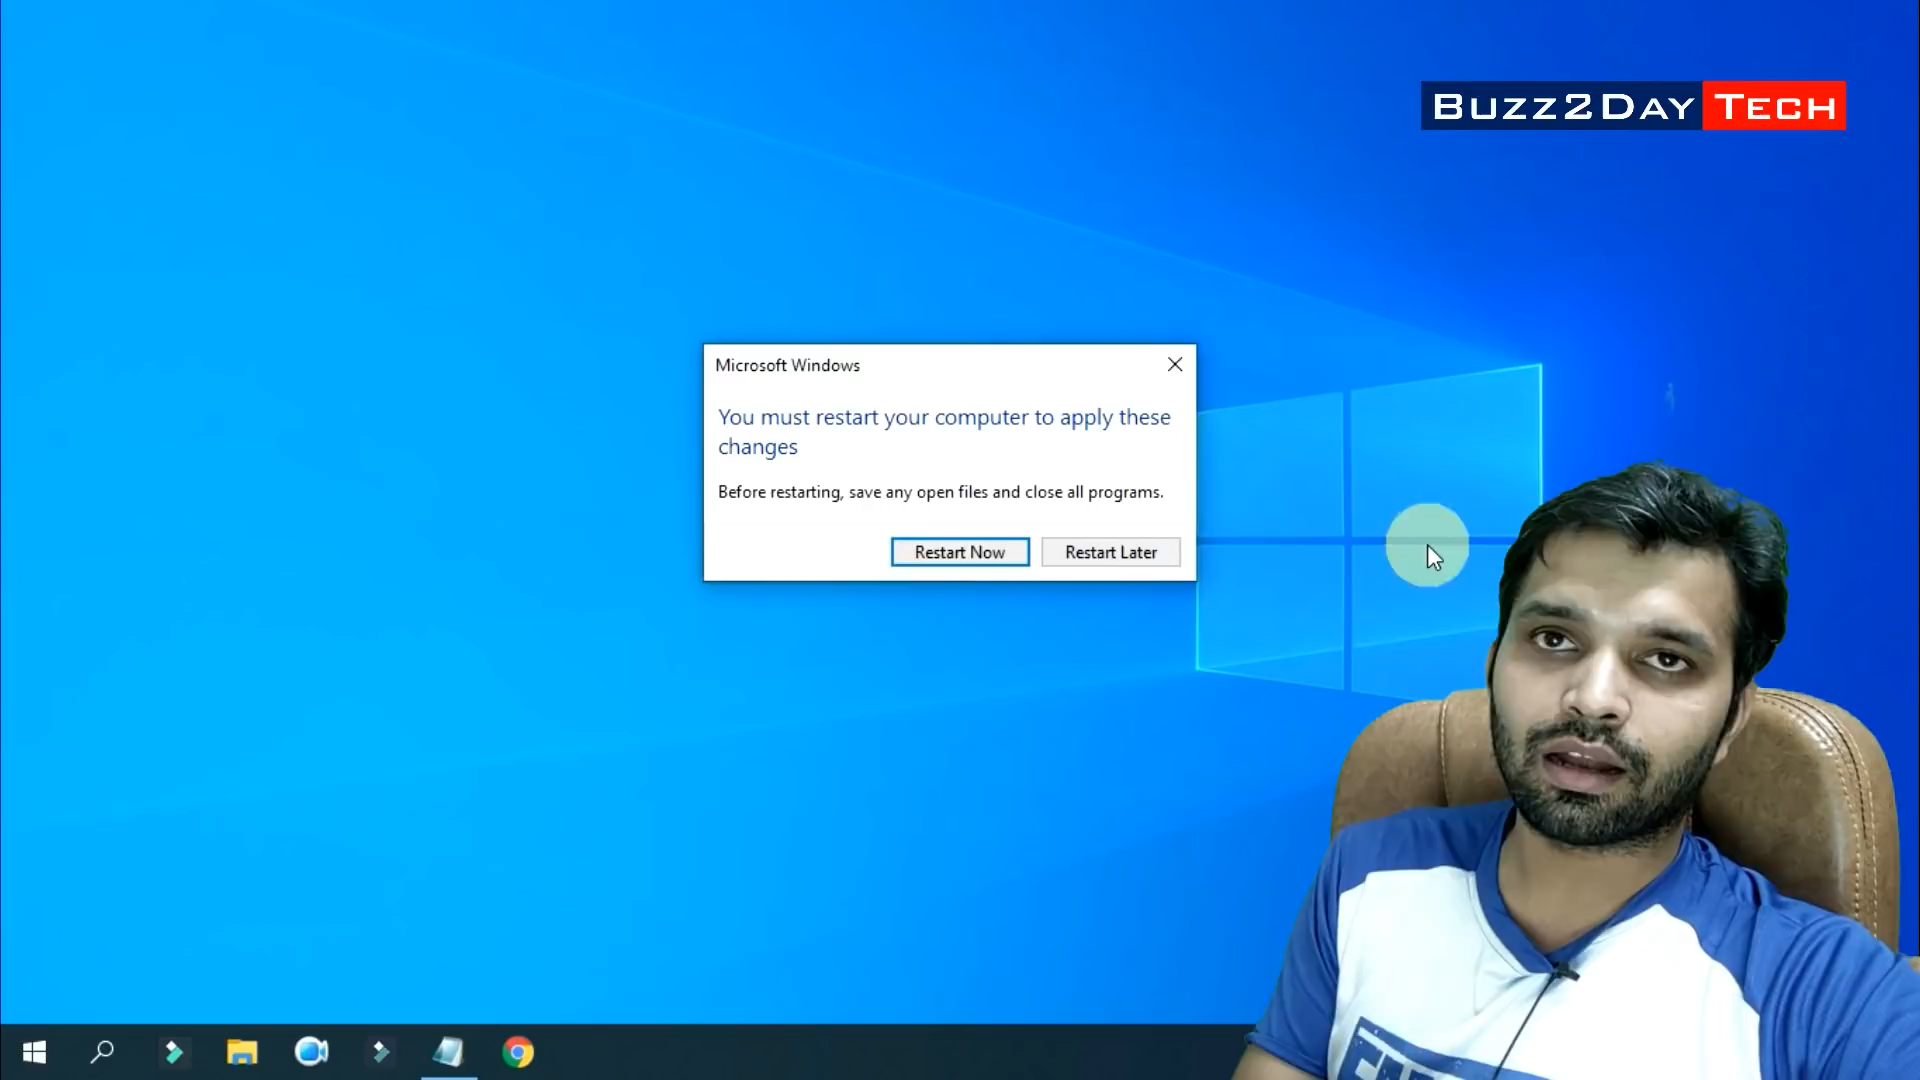 Buzz2Day Tech
Microsoft Windows
You must restart your computer to apply these
changes
Before restarting, save any open files and close all programs.
Restart Now
Restart Later